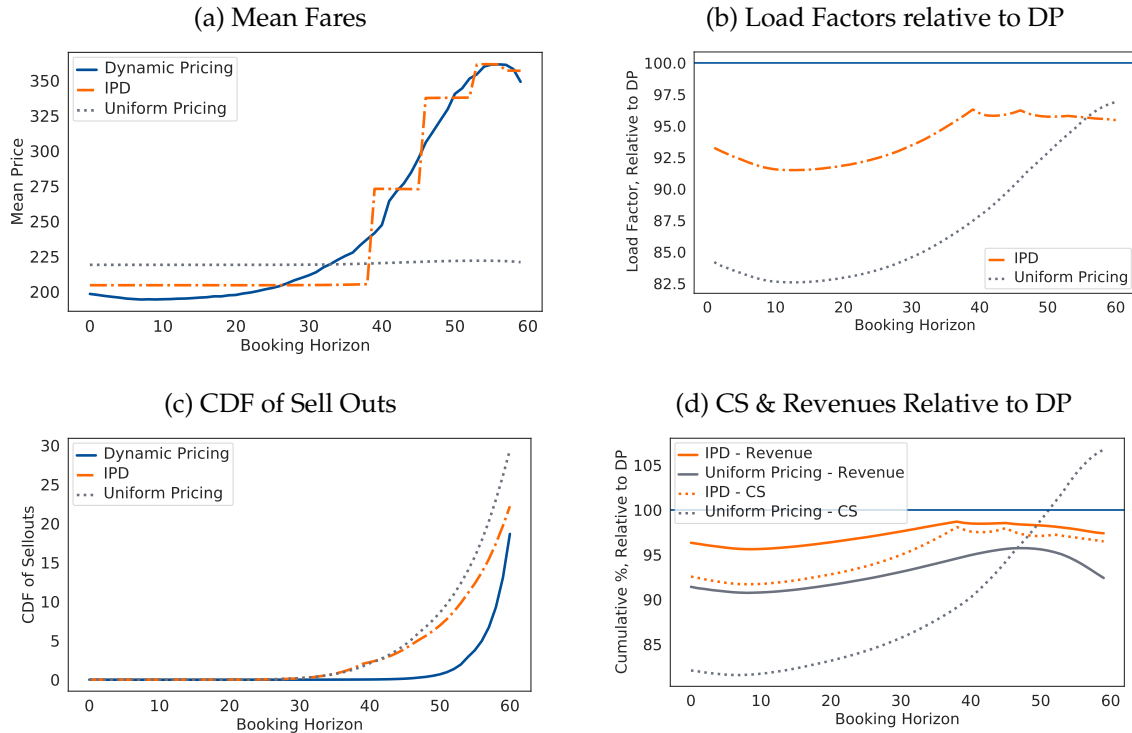 (a) Mean Fares
Dynamic Pricing
IPD
Uniform Pricing
Mean Price
350
325
300
275
250
225
200
0 10 20 30 40 50 60
Booking Horizon
(b) Load Factors relative to DP
Load Factor, Relative to DP
100.0
97.5
95.0
92.5
90.0
87.5
85.0
82.5
IPD
Uniform Pricing
0 10 20 30 40 50 60
Booking Horizon
(c) CDF of Sell Outs
Dynamic Pricing
IPD
Uniform Pricing
CDF of Sellouts
30
25
20
15
10
5
0
0 10 20 30 40 50 60
Booking Horizon
(d) CS & Revenues Relative to DP
IPD - Revenue
Uniform Pricing - Revenue
IPD - CS
Uniform Pricing - CS
Cumulative %, Relative to DP
105
100
95
90
85
0 10 20 30 40 50 60
Booking Horizon